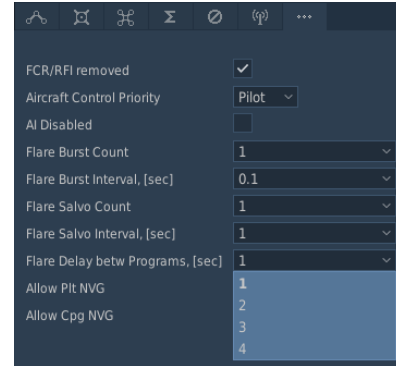 Σ
FCR/RFI removed
Aircraft Control Priority Pilot
AI Disabled
Flare Burst Count 1
Flare Burst Interval, [sec] 0.1
Flare Salvo Count 1
Flare Salvo Interval, [sec] 1
Flare Delay betw Programs, [sec] 1
Allow Plt NVG 1
2
Allow Cpg NVG 3
4